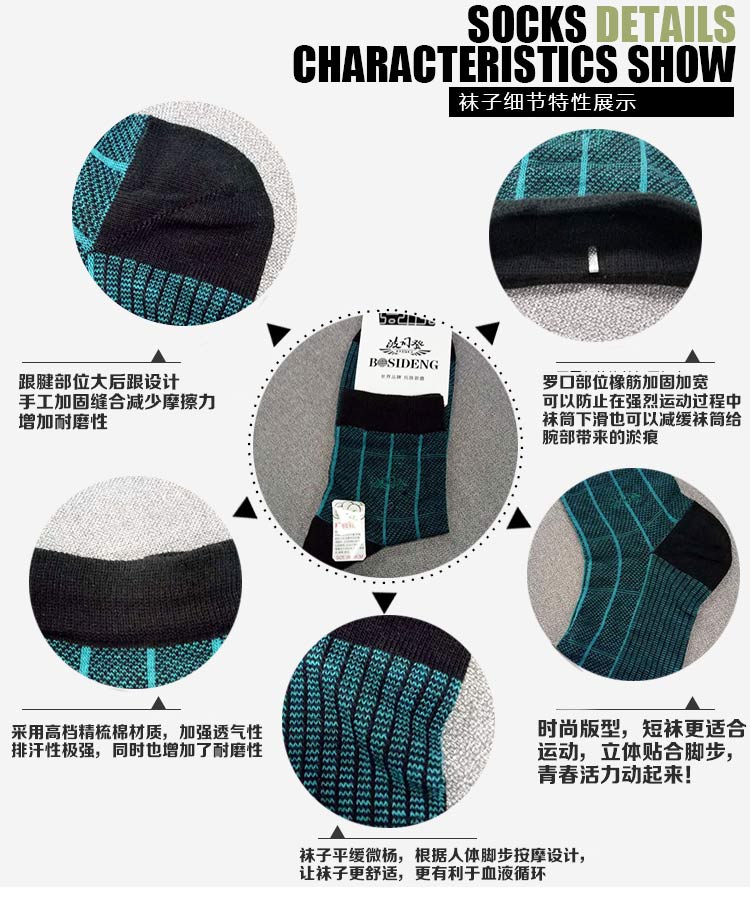 SOCKS DETAILS
CHARACTERISTICS SHOW
袜子细节特性展示
跟腱部位大后跟设计
手工加固缝合减少摩擦力
增加耐磨性
罗口部位橡筋加固加宽
可以防止在强烈运动过程中
袜筒下滑也可以减缓袜筒给
腕部带来的淤痕
波司登
BOSIDENG
采用高档精梳棉材质，加强透气性
排汗性极强，同时也增加了耐磨性
时尚版型，短袜更适合
运动，立体贴合脚步，
青春活力动起来！
袜子平缓微杨，根据人体脚步按摩设计，
让袜子更舒适，更有利于血液循环